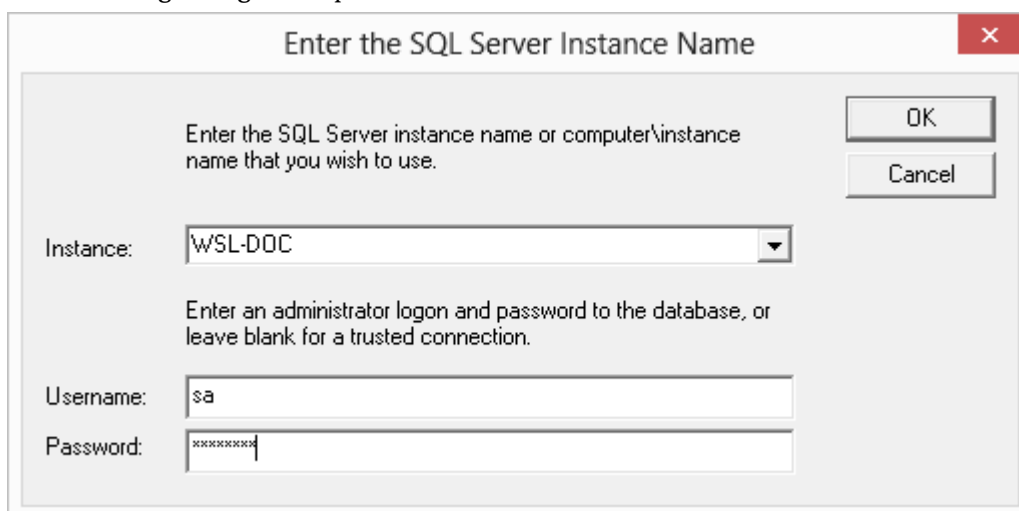 Enter the SQL Server Instance Name
Enter the SQL Server instance name or computer\instance
name that you wish to use.
OK
Cancel
Instance:
WSL-DOC
Enter an administrator logon and password to the database, or
leave blank for a trusted connection.
Username:
sa
Password:
********